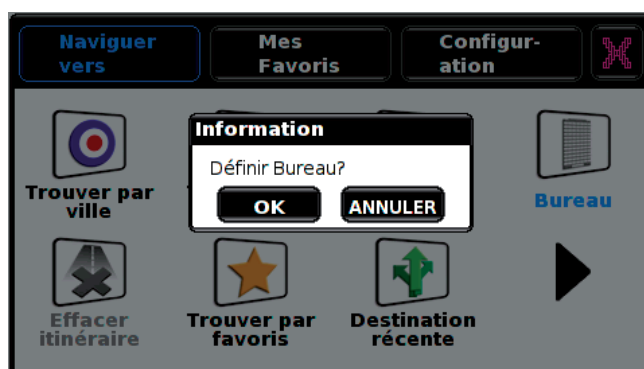 Naviguer
vers
Mes
Favoris
Configur-
ation
Information
Définir Bureau?
OK
ANNULER
Trouver par
ville
Bureau
Effacer
itinéraire
Trouver par
favoris
Destination
récente